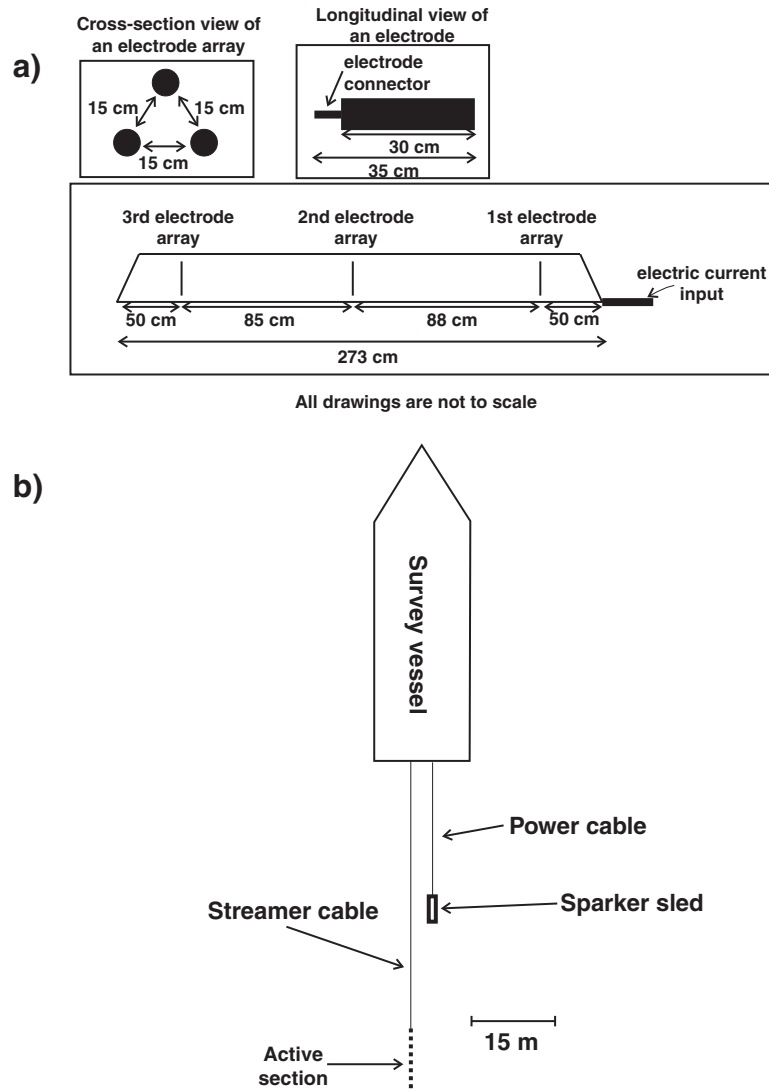 Cross-section view of
an electrode array
Longitudinal view of
an electrode
a)
15 cm
15 cm
15 cm
electrode
connector
30 cm
35 cm
3rd electrode
array
2nd electrode
array
1st electrode
array
electric current
input
50 cm
85 cm
88 cm
50 cm
273 cm
All drawings are not to scale
b)
Survey vessel
Power cable
Streamer cable
Sparker sled
15 m
Active
section